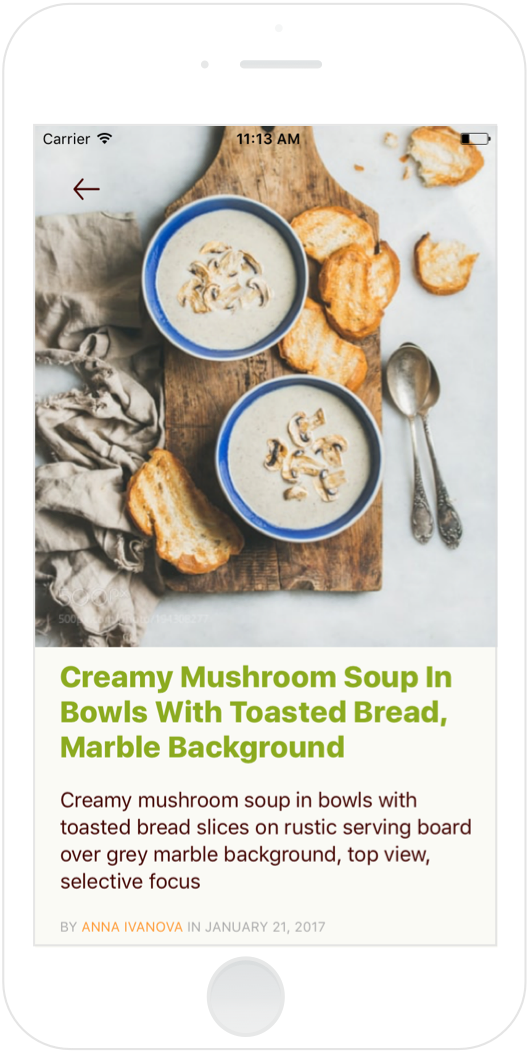 Carrier 11:13 AM
Creamy Mushroom Soup In
Bowls With Toasted Bread,
Marble Background
Creamy mushroom soup in bowls with
toasted bread slices on rustic serving board
over grey marble background, top view,
selective focus
BY ANNA IVANOVA IN JANUARY 21, 2017